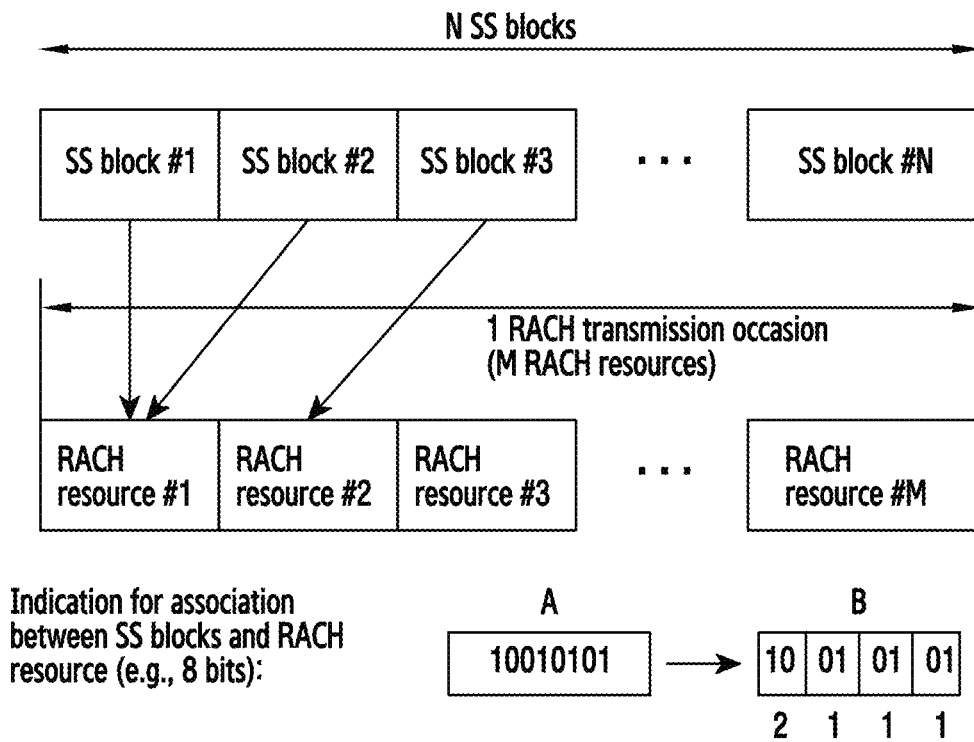 N SS blocks
SS block #1 SS block #2 SS block #3 ... SS block #N
1 RACH transmission occasion
(M RACH resources)
RACH RACH RACH ... RACH
resource #1 resource #2 resource #3 resource #M
Indication for association
between SS blocks and RACH
resource (e.g., 8 bits):
A B
10010101 10 01 01 01
2 1 1 1